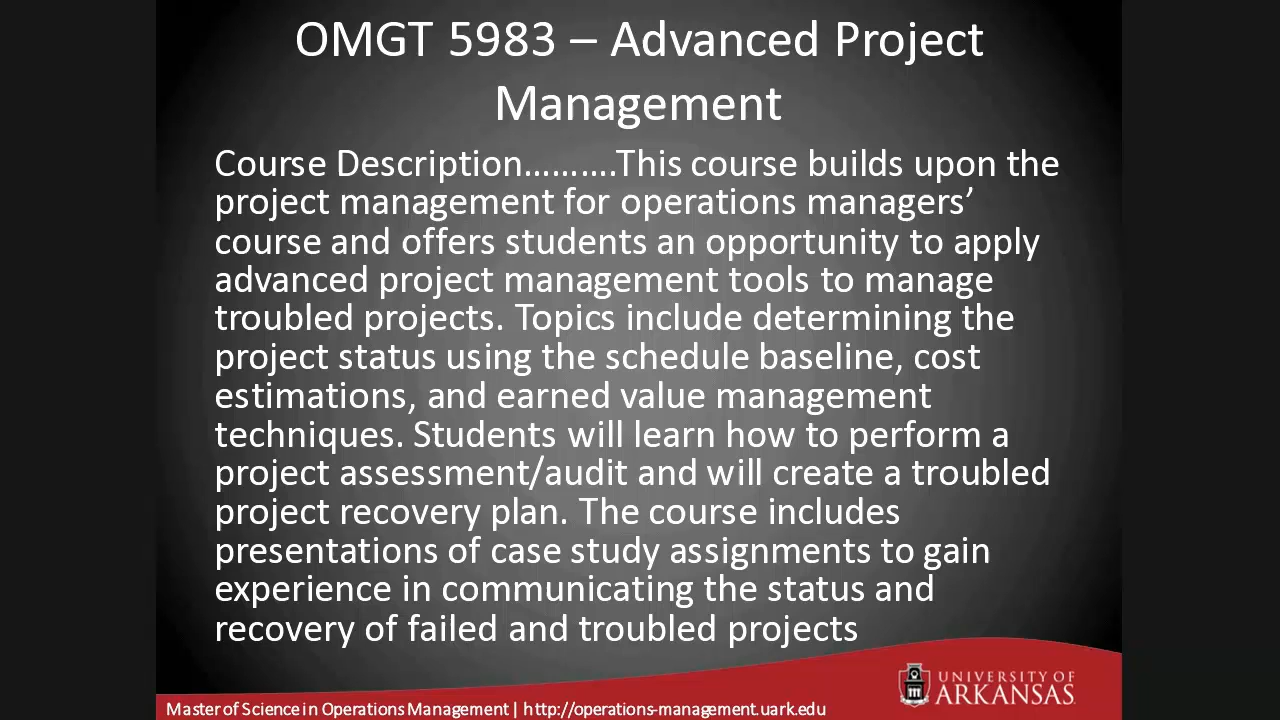 OMGT 5983 – Advanced Project
Management
Course Description……….This course builds upon the
project management for operations managers’
course and offers students an opportunity to apply
advanced project management tools to manage
troubled projects. Topics include determining the
project status using the schedule baseline, cost
estimations, and earned value management
techniques. Students will learn how to perform a
project assessment/audit and will create a troubled
project recovery plan. The course includes
presentations of case study assignments to gain
experience in communicating the status and
recovery of failed and troubled projects
UNIVERSITY OF
ARKANSAS
Master of Science in Operations Management | http://operations-management.uark.edu